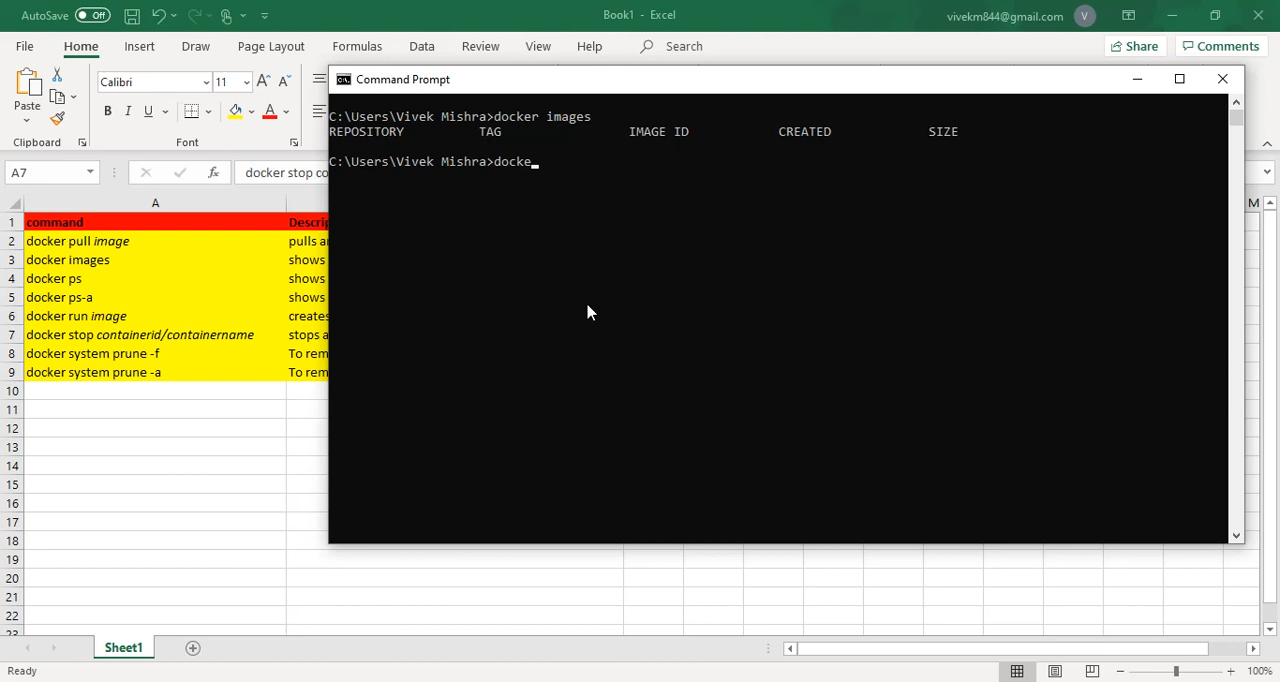 AutoSave Off
Book1 - Excel
vivekm844@gmail.com V
File Home Insert Draw Page Layout Formulas Data Review View Help Search Share Comments
Paste
Clipboard
Calibri 11
B I U
Font
A7
fx
docker stop co
A
M
1 command Descrip
2 docker pull image pulls a
3 docker images shows
4 docker ps shows
5 docker ps-a shows
6 docker run image creates
7 docker stop containerid/containername stops a
8 docker system prune -f To rem
9 docker system prune -a To rem
10
11
12
13
14
15
16
17
18
19
20
21
22
23
Command Prompt
C:\Users\Vivek Mishra>docker images
REPOSITORY TAG IMAGE ID CREATED SIZE
C:\Users\Vivek Mishra>docke_
Sheet1
Ready
100%